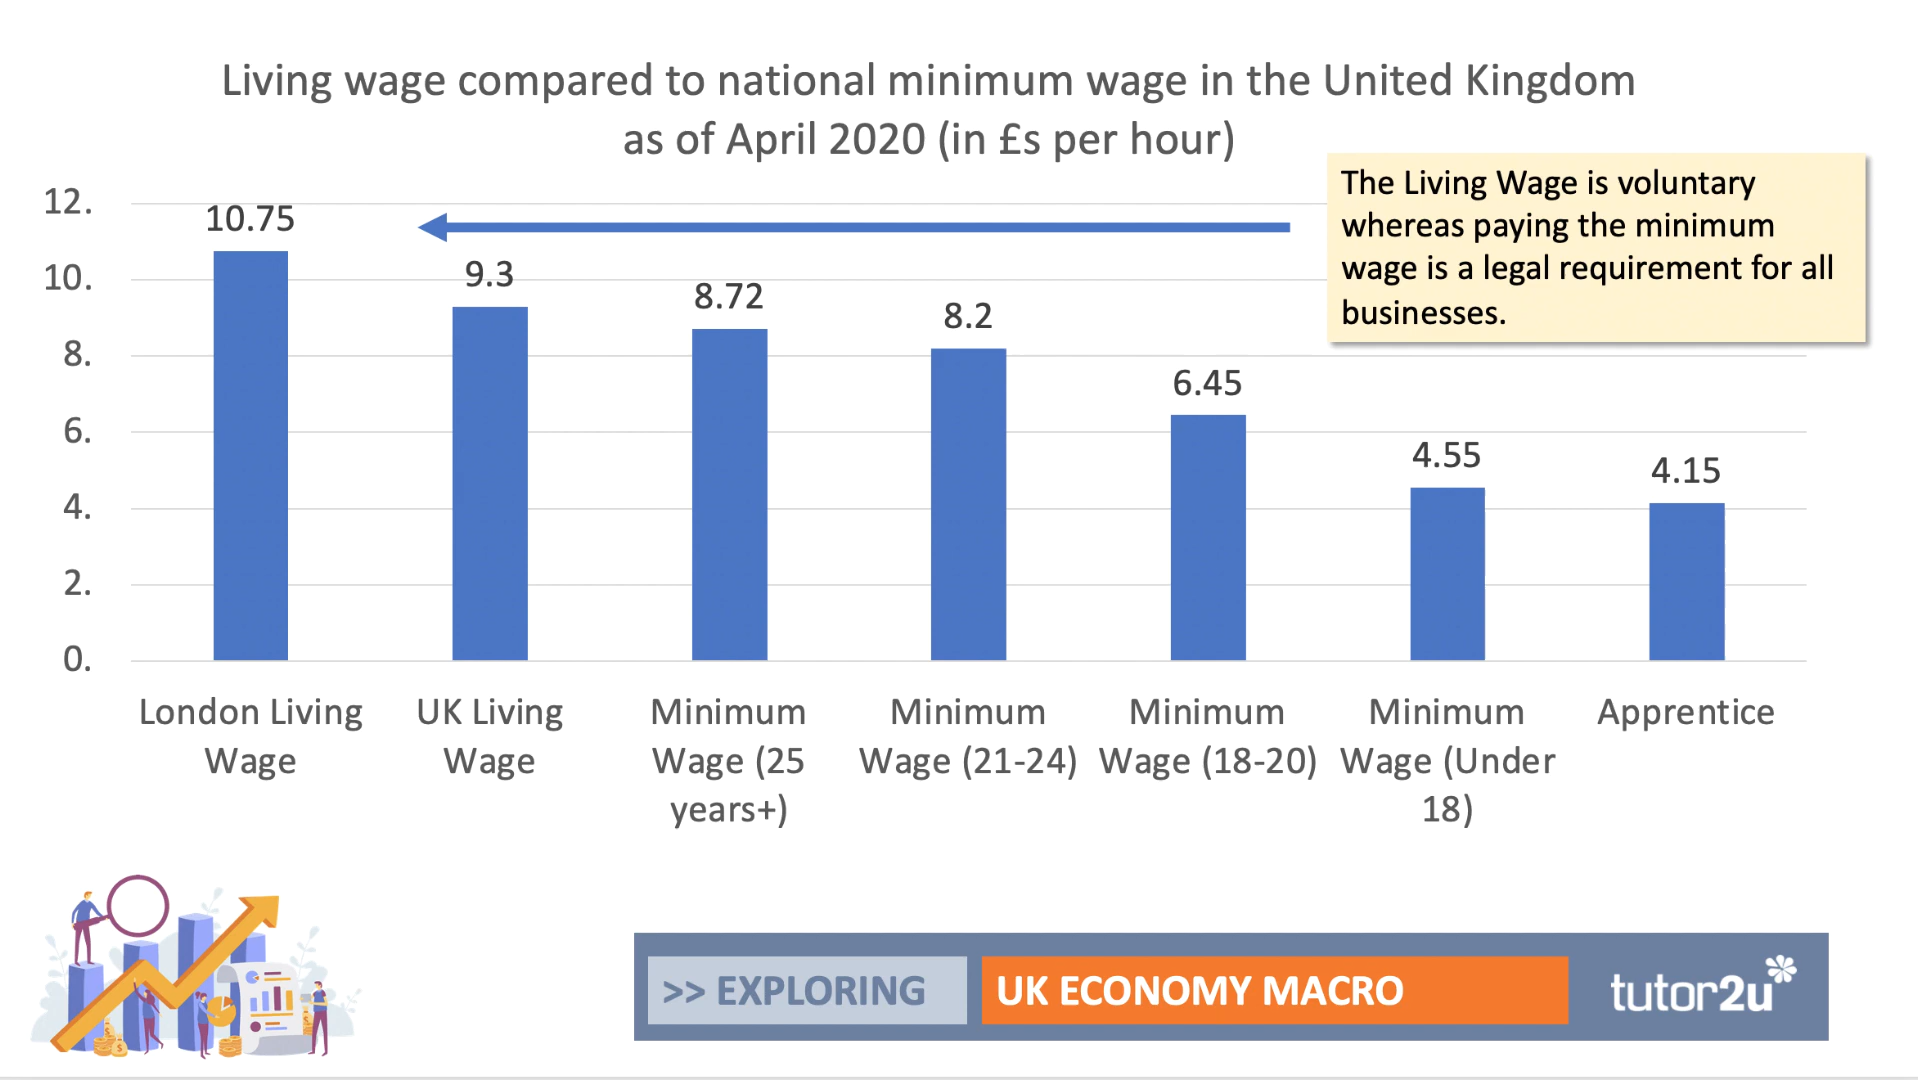 Living wage compared to national minimum wage in the United Kingdom
as of April 2020 (in £s per hour)
The Living Wage is voluntary
whereas paying the minimum
wage is a legal requirement for all
businesses.
12.
10.
8.
6.
4.
2.
0.
10.75
9.3
8.72
8.2
6.45
4.55
4.15
London Living
Wage
UK Living
Wage
Minimum
Wage (25
years+)
Minimum
Wage (21-24)
Minimum
Wage (18-20)
Minimum
Wage (Under
18)
Apprentice
>> EXPLORING
UK ECONOMY MACRO
tutor2u